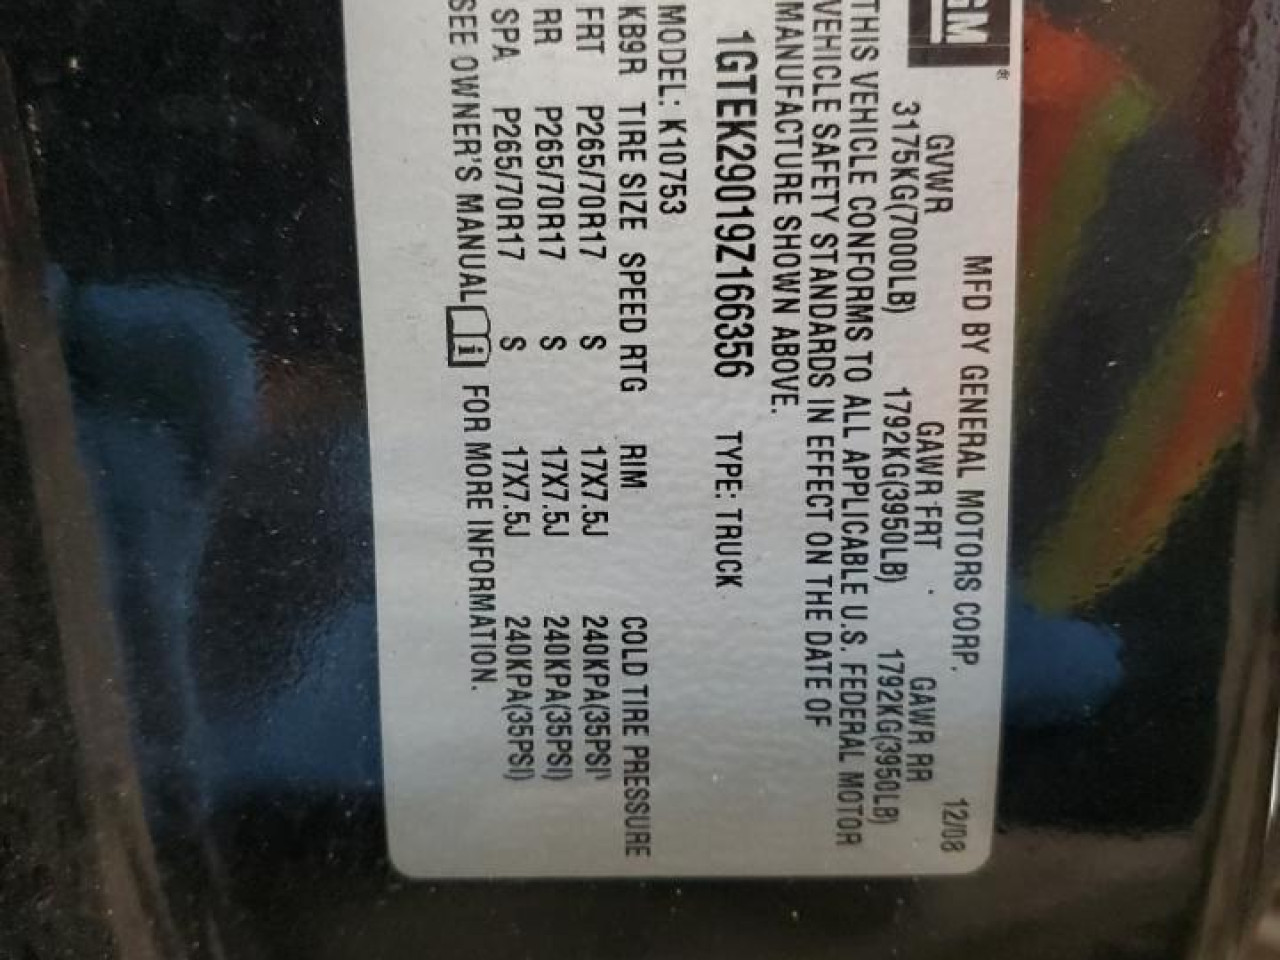 GM®
MFD BY GENERAL MOTORS CORP. 12/08
GVWR GAWR FRT GAWR RR
3175KG(7000LB) 1792KG(3950LB) 1792KG(3950LB)
THIS VEHICLE CONFORMS TO ALL APPLICABLE U.S. FEDERAL MOTOR
VEHICLE SAFETY STANDARDS IN EFFECT ON THE DATE OF
MANUFACTURE SHOWN ABOVE.
1GTEK29019Z166356 TYPE: TRUCK
MODEL: K10753
KB9R TIRE SIZE SPEED RTG RIM COLD TIRE PRESSURE
FRT P265/70R17 S 17X7.5J 240KPA(35PSI)
RR P265/70R17 S 17X7.5J 240KPA(35PSI)
SPA P265/70R17 S 17X7.5J 240KPA(35PSI)
SEE OWNER'S MANUAL i FOR MORE INFORMATION.